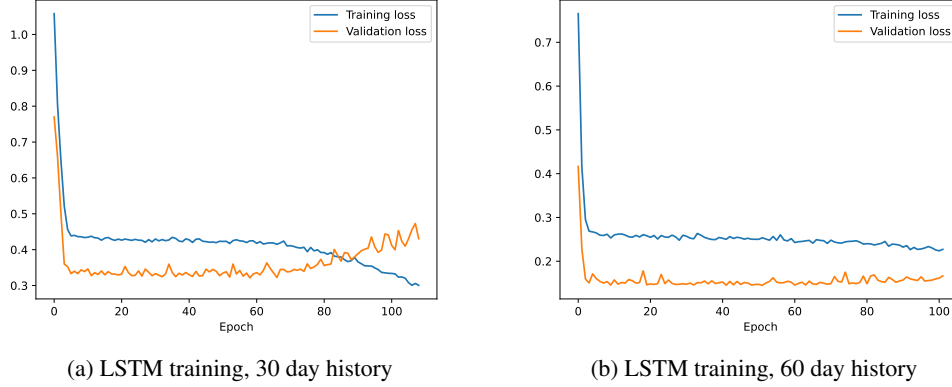 Training loss
Validation loss
1.0
0.9
0.8
0.7
0.6
0.5
0.4
0.3
0 20 40 60 80 100
Epoch
(a) LSTM training, 30 day history
Training loss
Validation loss
0.7
0.6
0.5
0.4
0.3
0.2
0 20 40 60 80 100
Epoch
(b) LSTM training, 60 day history